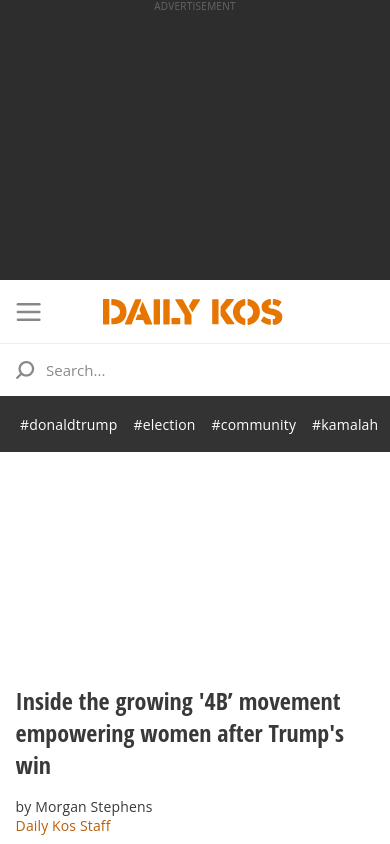 ADVERTISEMENT
DAILY KOS
Search...
#donaldtrump #election #community #kamalah
Inside the growing '4B’ movement
empowering women after Trump's
win
by Morgan Stephens
Daily Kos Staff